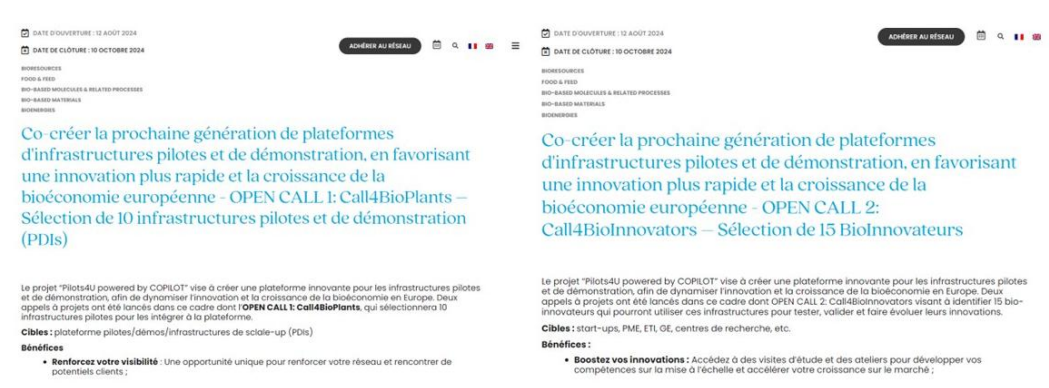 DATE D'OUVERTURE : 12 AOÛT 2024
DATE DE CLÔTURE : 10 OCTOBRE 2024
ADHÉRER AU RÉSEAU
BIORESOURCES
FOOD & FEED
BIO-BASED MOLECULES & RELATED PROCESSES
BIO-BASED MATERIALS
BIOENERGIES
Co-créer la prochaine génération de plateformes
d'infrastructures pilotes et de démonstration, en favorisant
une innovation plus rapide et la croissance de la
bioéconomie européenne - OPEN CALL 1: Call4BioPlants –
Sélection de 10 infrastructures pilotes et de démonstration
(PDIs)
Le projet "Pilots4U powered by COPILOT" vise à créer une plateforme innovante pour les infrastructures pilotes
et de démonstration, afin de dynamiser l'innovation et la croissance de la bioéconomie en Europe. Deux
appels à projets ont été lancés dans ce cadre dont l'OPEN CALL 1: Call4BioPlants, qui sélectionnera 10
infrastructures pilotes pour les intégrer à la plateforme.
Cibles : plateforme pilotes/démos/infrastructures de sclale-up (PDIs)
Bénéfices
• Renforcez votre visibilité : Une opportunité unique pour renforcer votre réseau et rencontrer de
potentiels clients ;
DATE D'OUVERTURE : 12 AOÛT 2024
DATE DE CLÔTURE : 10 OCTOBRE 2024
ADHÉRER AU RÉSEAU
BIORESOURCES
FOOD & FEED
BIO-BASED MOLECULES & RELATED PROCESSES
BIO-BASED MATERIALS
BIOENERGIES
Co-créer la prochaine génération de plateformes
d'infrastructures pilotes et de démonstration, en favorisant
une innovation plus rapide et la croissance de la
bioéconomie européenne - OPEN CALL 2:
Call4BioInnovators – Sélection de 15 BioInnovateurs
Le projet "Pilots4U powered by COPILOT" vise à créer une plateforme innovante pour les infrastructures pilotes
et de démonstration, afin de dynamiser l'innovation et la croissance de la bioéconomie en Europe. Deux
appels à projets ont été lancés dans ce cadre dont OPEN CALL 2: Call4BioInnovators visant à identifier 15 bio-
innovateurs qui pourront utiliser ces infrastructures pour tester, valider et faire évoluer leurs innovations.
Cibles : start-ups, PME, ETI, GE, centres de recherche, etc.
Bénéfices :
• Boostez vos innovations : Accédez à des visites d'étude et des ateliers pour développer vos
compétences sur la mise à l'échelle et accélérer votre croissance sur le marché ;